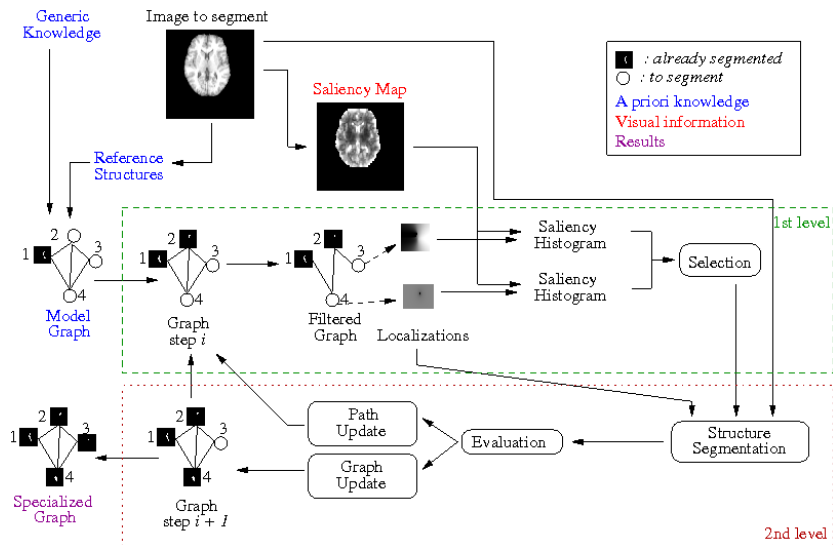 Generic
Knowledge
Image to segment
: already segmented
: to segment
A priori knowledge
Visual information
Results
Saliency Map
Reference
Structures
1st level
2
1
3
4
Model
Graph
2
1
3
4
Graph
step i
2
1
3
4
Filtered
Graph
Localizations
Saliency
Histogram
Saliency
Histogram
Selection
2
1
3
4
Specialized
Graph
2
1
3
4
Graph
step i + 1
Path
Update
Graph
Update
Evaluation
Structure
Segmentation
2nd level